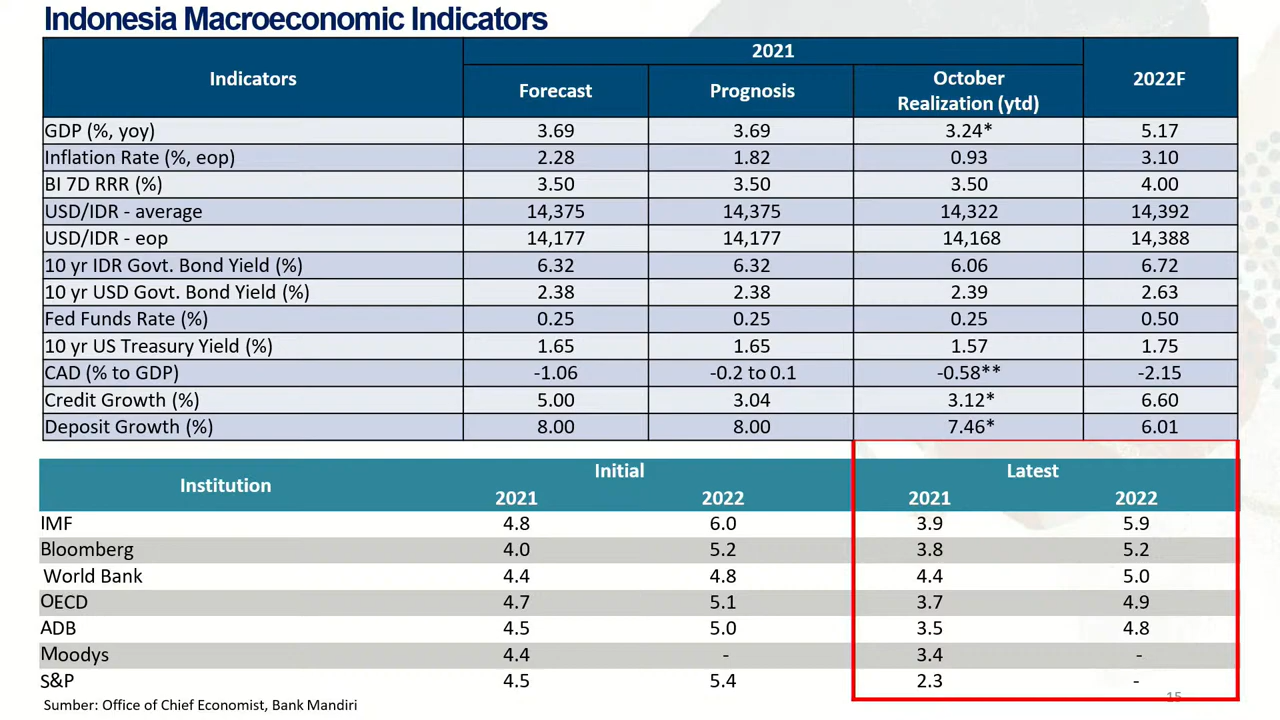 Indonesia Macroeconomic Indicators
Indicators 2021 2022F
Forecast Prognosis October Realization (ytd)
GDP (%, yoy) 3.69 3.69 3.24* 5.17
Inflation Rate (%, eop) 2.28 1.82 0.93 3.10
BI 7D RRR (%) 3.50 3.50 3.50 4.00
USD/IDR - average 14,375 14,375 14,322 14,392
USD/IDR - eop 14,177 14,177 14,168 14,388
10 yr IDR Govt. Bond Yield (%) 6.32 6.32 6.06 6.72
10 yr USD Govt. Bond Yield (%) 2.38 2.38 2.39 2.63
Fed Funds Rate (%) 0.25 0.25 0.25 0.50
10 yr US Treasury Yield (%) 1.65 1.65 1.57 1.75
CAD (% to GDP) -1.06 -0.2 to 0.1 -0.58** -2.15
Credit Growth (%) 5.00 3.04 3.12* 6.60
Deposit Growth (%) 8.00 8.00 7.46* 6.01
Institution Initial Latest
2021 2022 2021 2022
IMF 4.8 6.0 3.9 5.9
Bloomberg 4.0 5.2 3.8 5.2
World Bank 4.4 4.8 4.4 5.0
OECD 4.7 5.1 3.7 4.9
ADB 4.5 5.0 3.5 4.8
Moodys 4.4 - 3.4 -
S&P 4.5 5.4 2.3 -
15
Sumber: Office of Chief Economist, Bank Mandiri